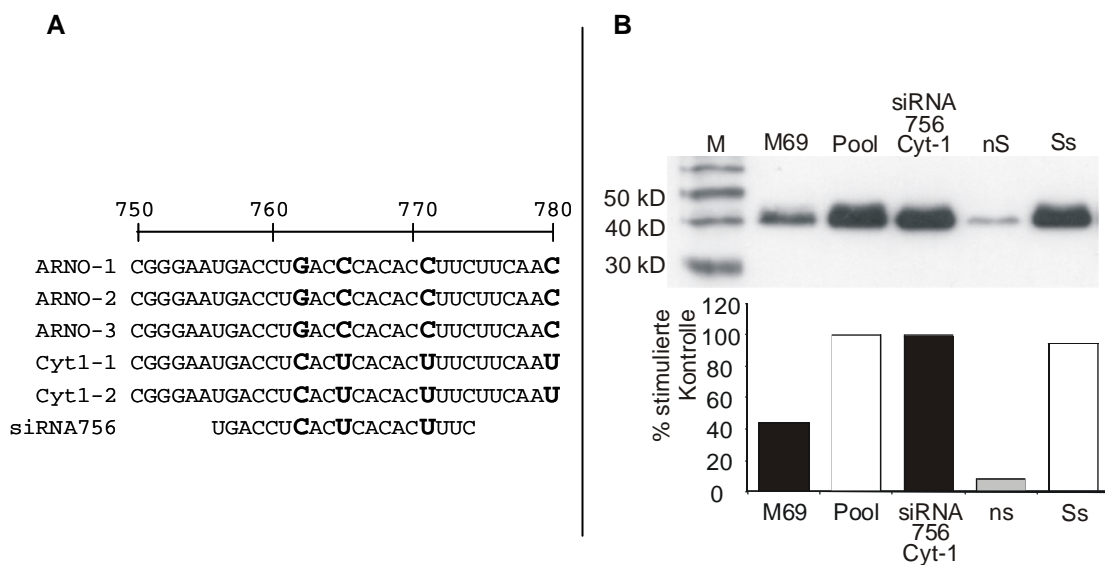 A
750 760 770 780
ARNO-1 CGGGAAUGACCUGACCCACACCUUCUUCAAC
ARNO-2 CGGGAAUGACCUGACCCACACCUUCUUCAAC
ARNO-3 CGGGAAUGACCUGACCCACACCUUCUUCAAC
Cyt1-1 CGGGAAUGACCUCACUCACACUUUCUUCAAU
Cyt1-2 CGGGAAUGACCUCACUCACACUUUCUUCAAU
siRNA756 UGACCUCACUCACACUUUC
B
M M69 Pool siRNA 756 Cyt-1 nS Ss
50 kD
40 kD
30 kD
% stimulierte Kontrolle
120
100
80
60
40
20
0
M69 Pool siRNA 756 Cyt-1 ns Ss